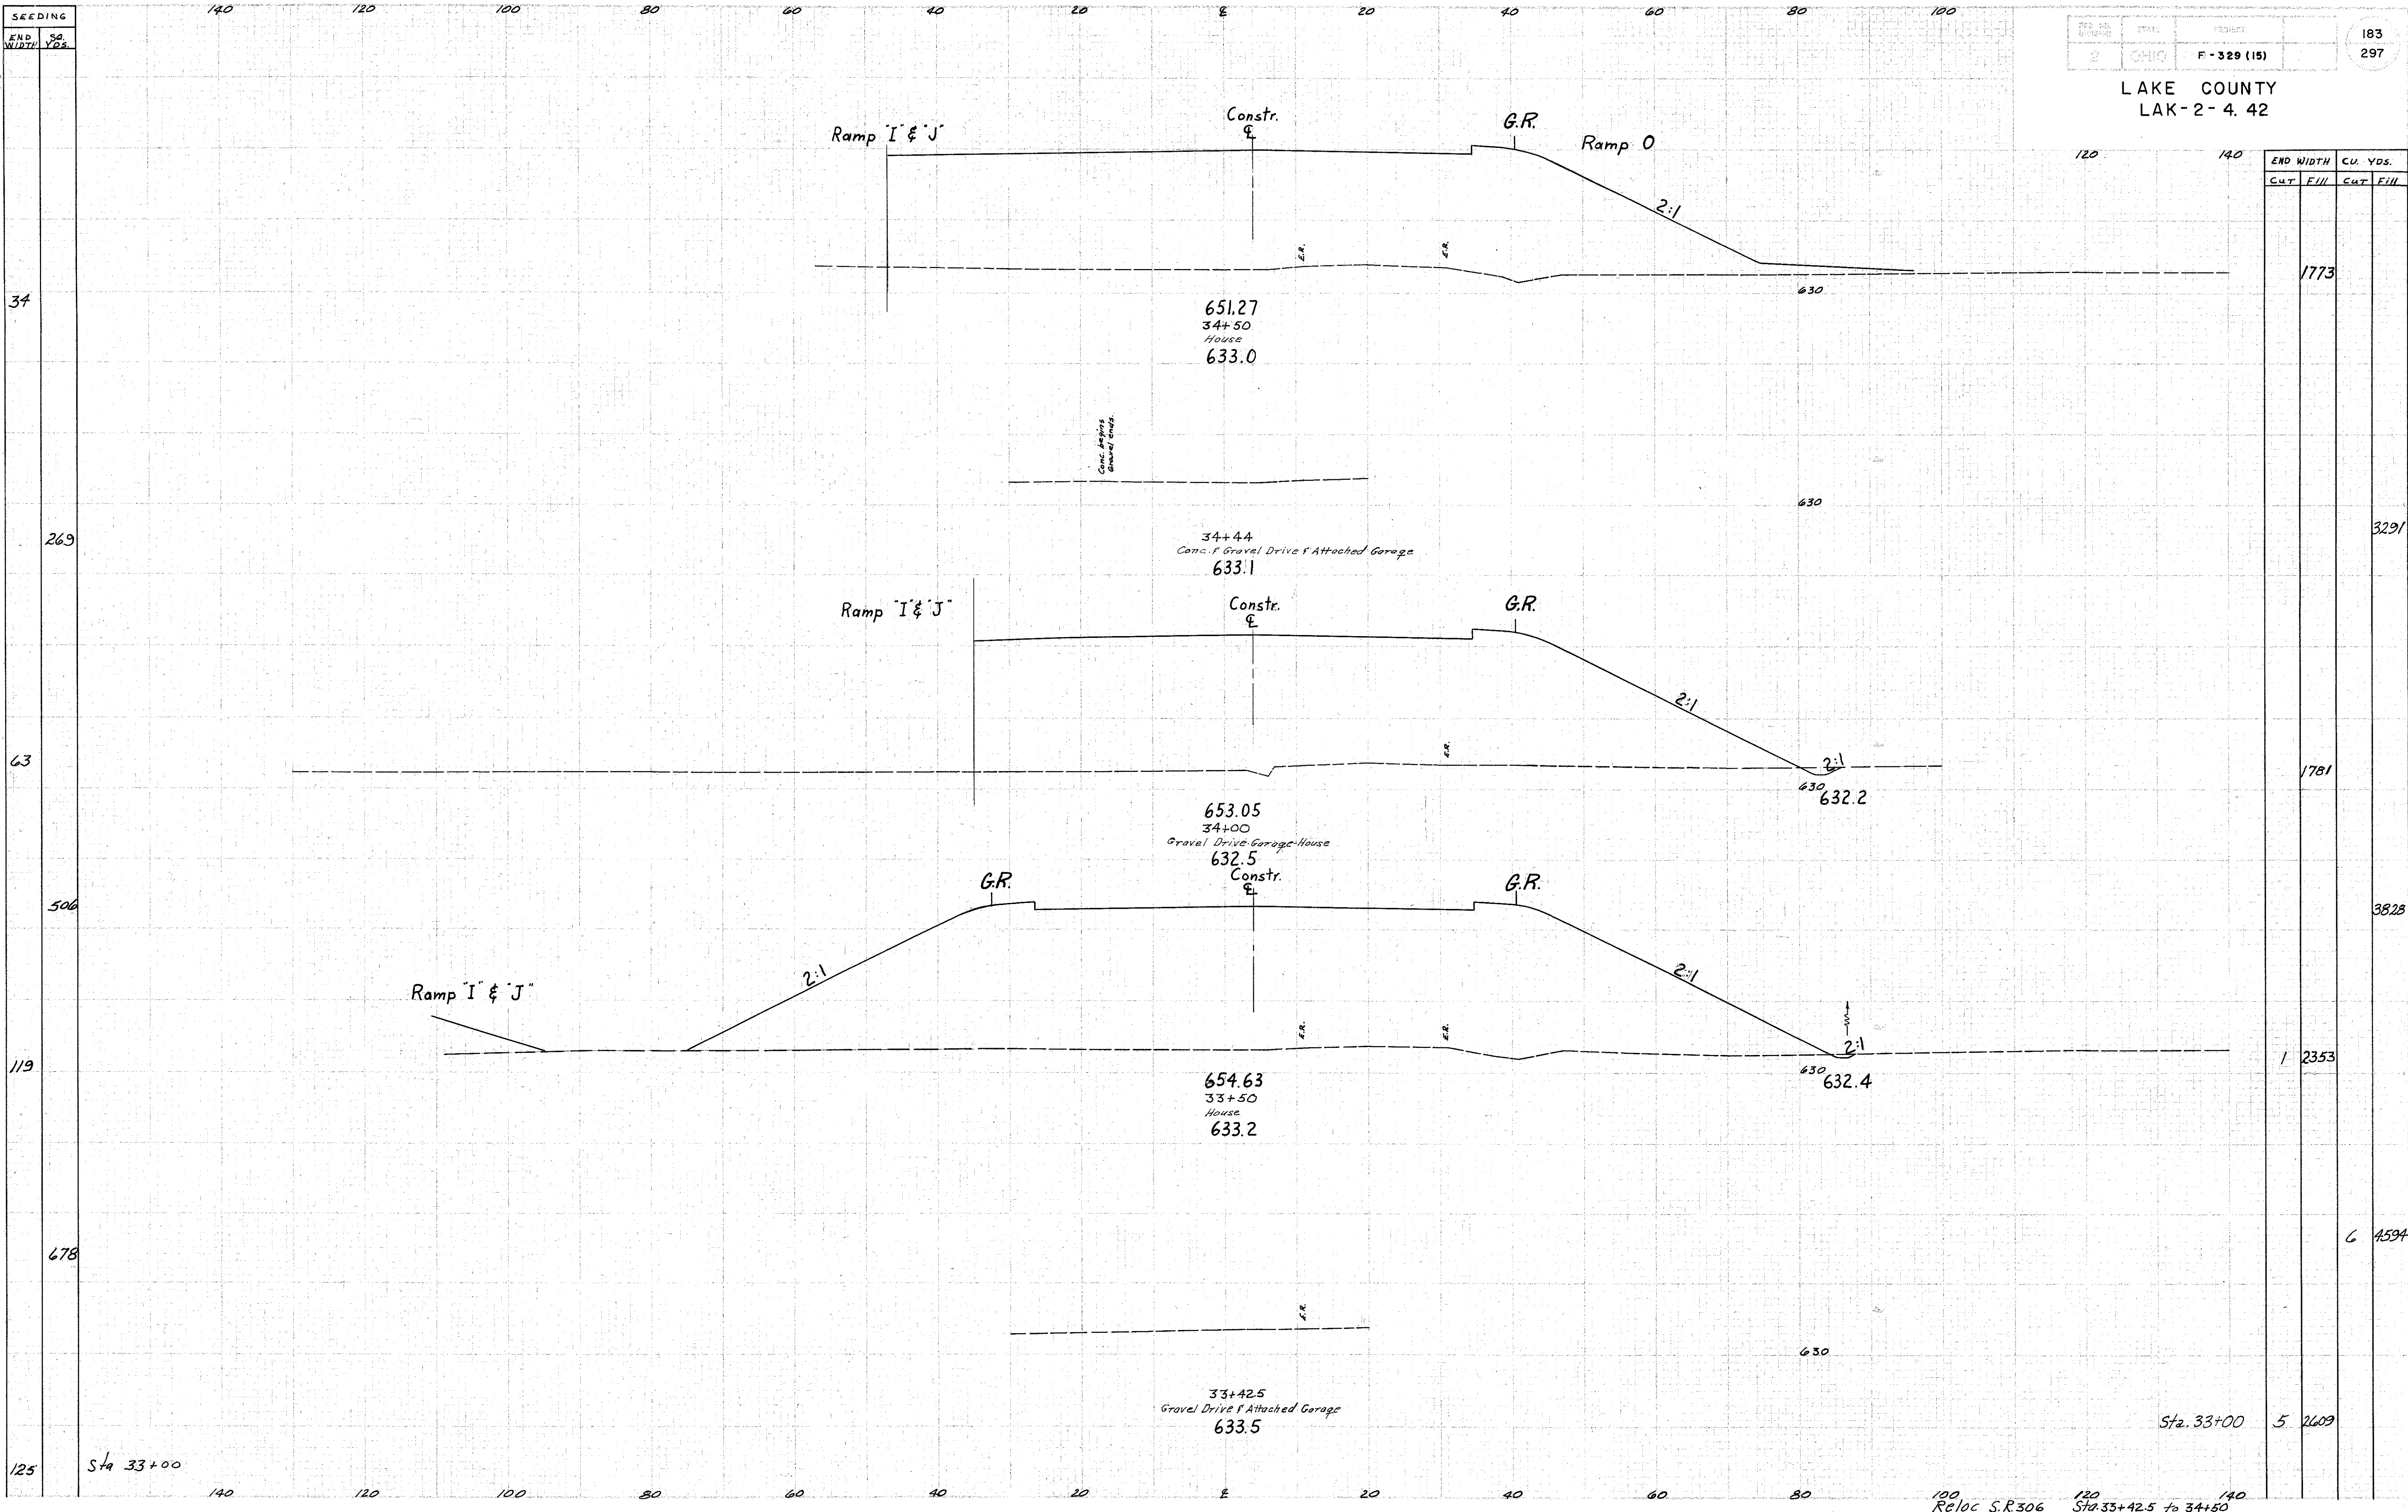 140 120 100 80 60 40 20 ℄ 20 40 60 80 100
SEEDING
END WIDTH
SQ. YDS.
STATE
2 OHIO F-329 (15)
183
297
LAKE COUNTY
LAK-2-4.42
120 140
END WIDTH CU. YDS.
Cut Fill Cut Fill
Ramp "I" & "J"
Constr.
℄
G.R.
Ramp O
2:1
E.R.
E.R.
1773
630
34
651.27
34+50
House
633.0
Conc. begins
Gravel ends.
630
269
3291
34+44
Conc. & Gravel Drive & Attached Garage
633.1
Ramp "I" & "J"
Constr.
℄
G.R.
2:1
E.R.
2:1
63
1781
630
632.2
653.05
34+00
Gravel Drive-Garage-House
632.5
G.R.
Constr.
℄
G.R.
506
3828
2:1
2:1
Ramp "I" & "J"
E.R.
E.R.
2:1
119
1 2353
630
632.4
654.63
33+50
House
633.2
678
6 4594
E.R.
630
33+42.5
Gravel Drive & Attached Garage
633.5
Sta. 33+00 5 2609
125 Sta 33+00
140 120 100 80 60 40 20 ℄ 20 40 60 80 100 120 140
Reloc S.R.306 Sta.33+42.5 to 34+50